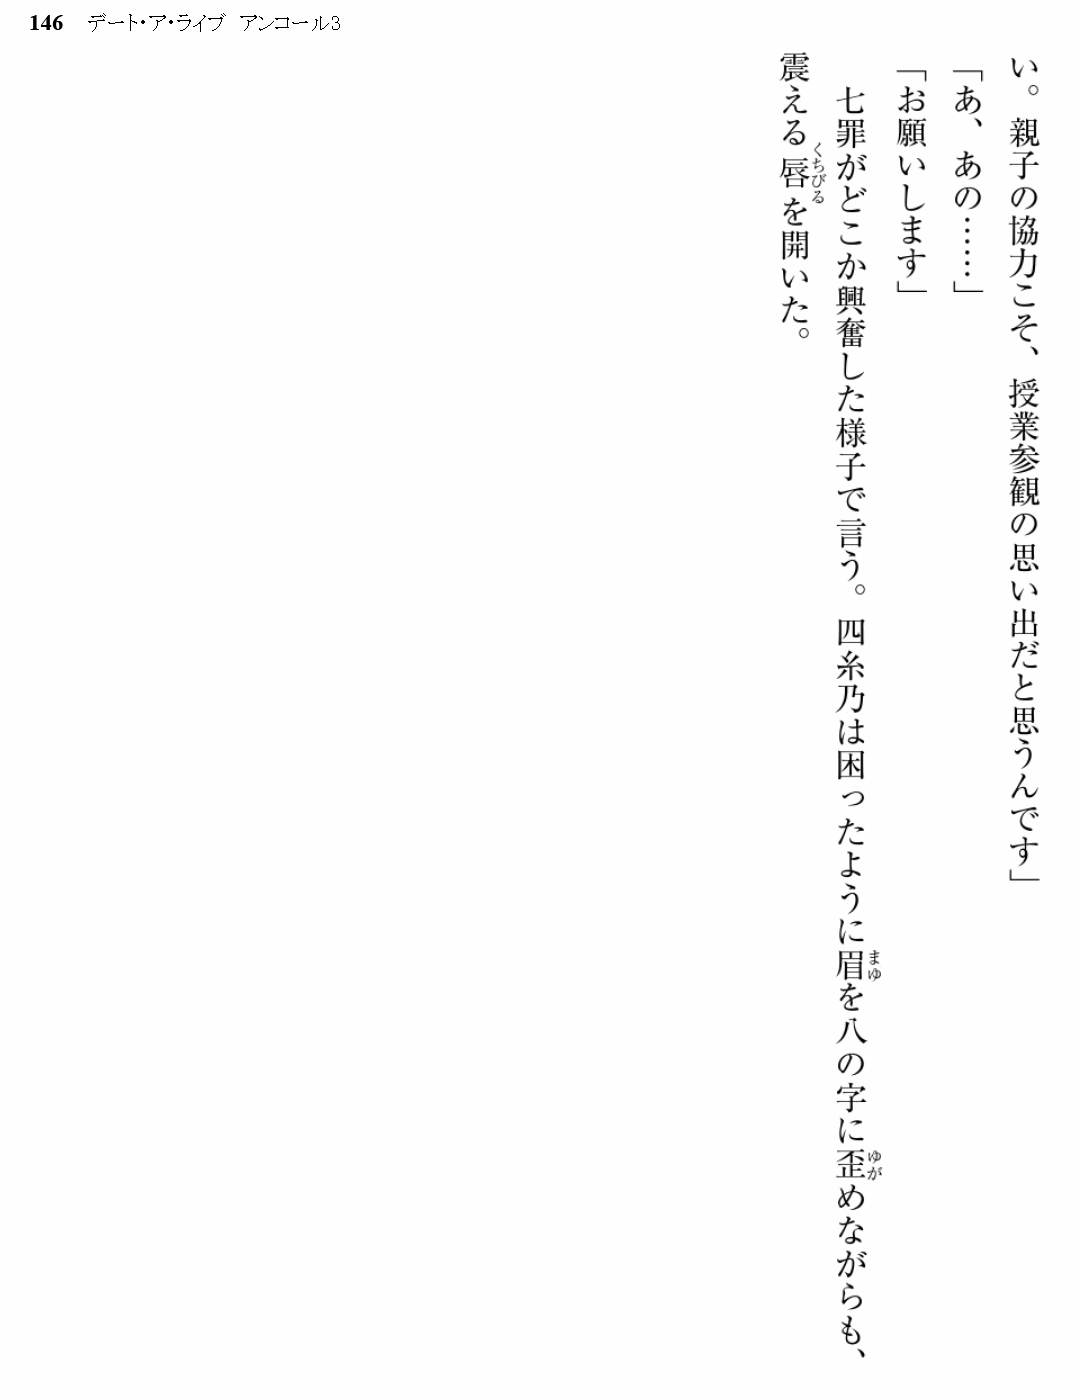 146 デート・ア・ライブ アンコール3
い。親子の協力こそ、授業参観の思い出だと思うんです」
「あ、あの……」
「お願いします」
七罪がどこか興奮した様子で言う。四糸乃は困ったように眉を八の字に歪めながらも、
震える唇を開いた。
まゆ
ゆが
くちびる